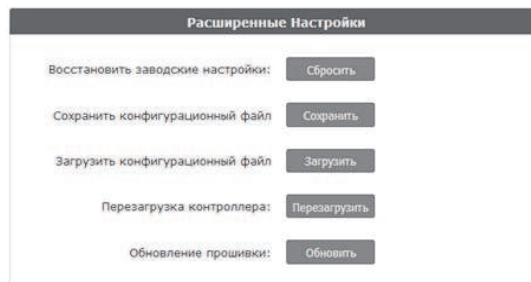 Расширенные Настройки
Восстановить заводские настройки: Сбросить
Сохранить конфигурационный файл Сохранить
Загрузить конфигурационный файл Загрузить
Перезагрузка контроллера: Перезагрузить
Обновление прошивки: Обновить